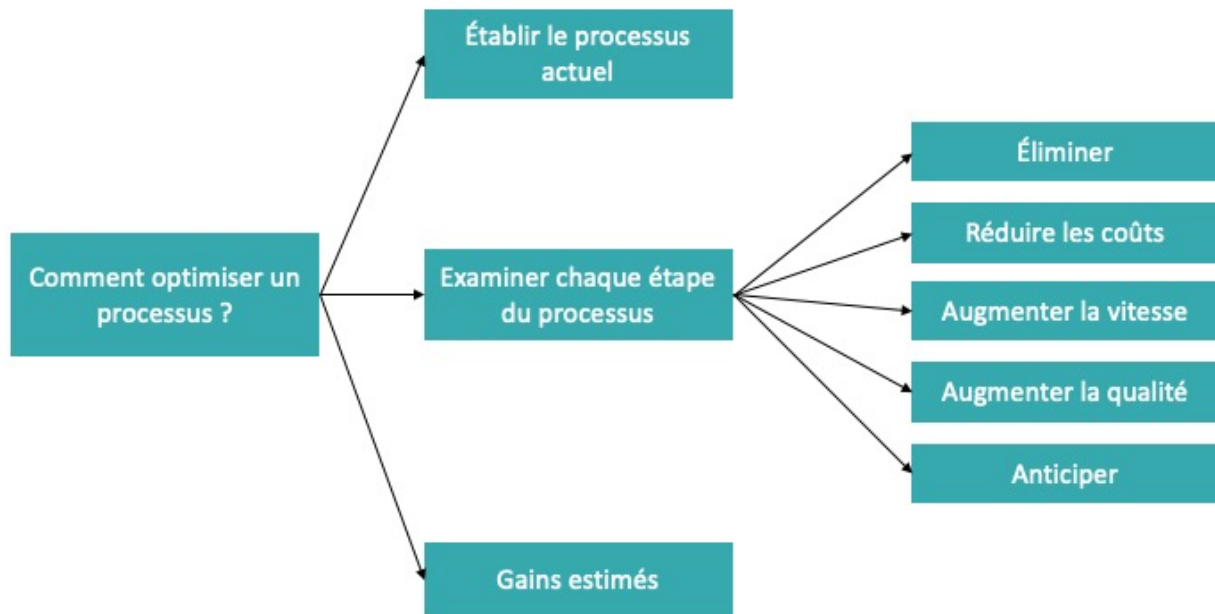 Établir le processus
actuel
Éliminer
Réduire les coûts
Comment optimiser un
processus ?
Examiner chaque étape
du processus
Augmenter la vitesse
Augmenter la qualité
Anticiper
Gains estimés